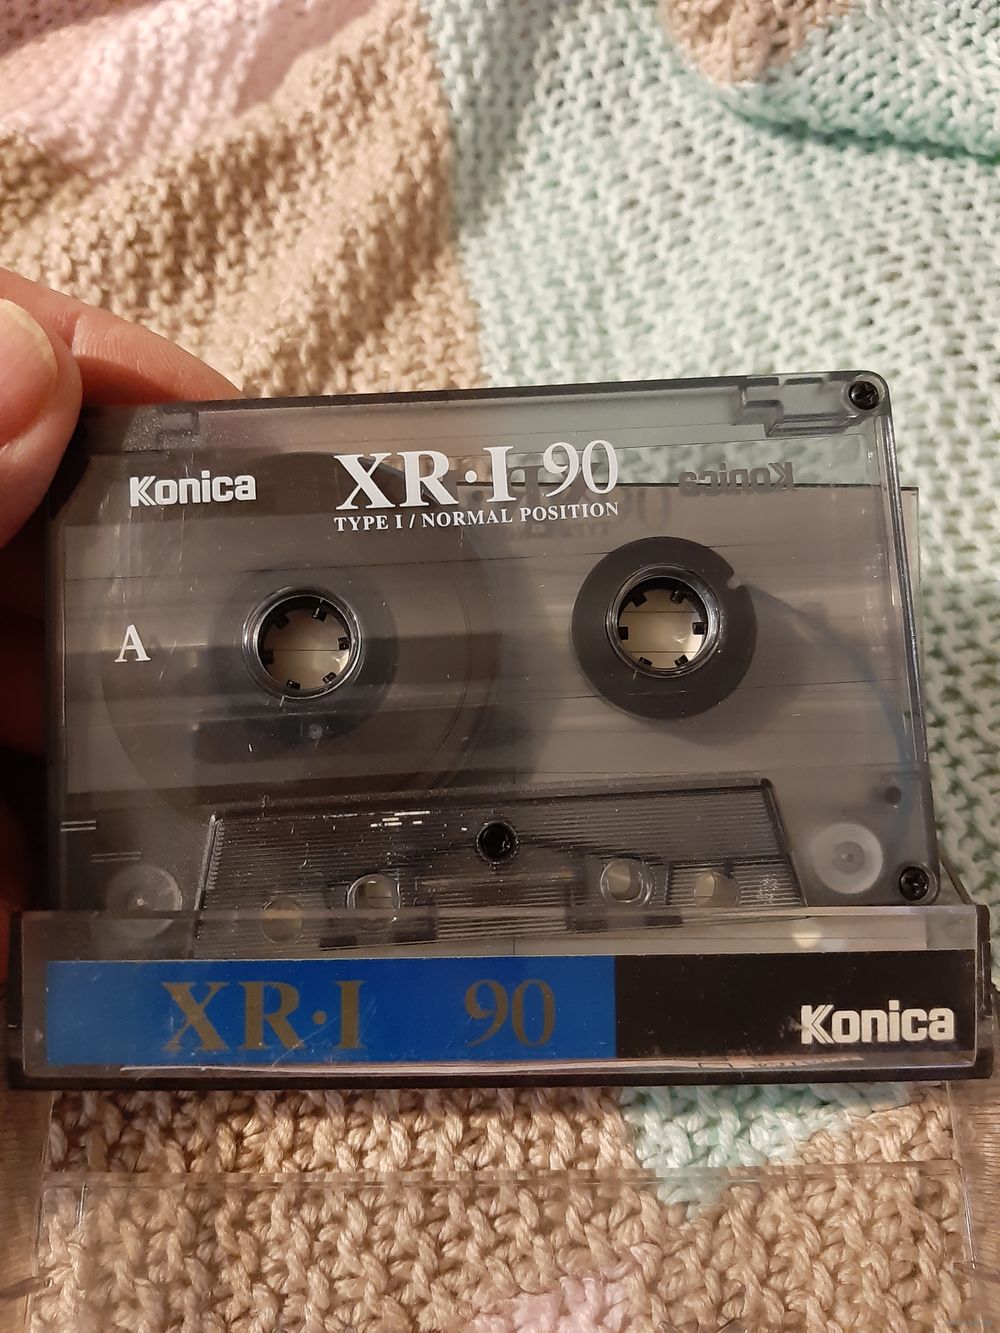 Konica
XR·I 90
TYPE I / NORMAL POSITION
A
XR·I 90
Konica